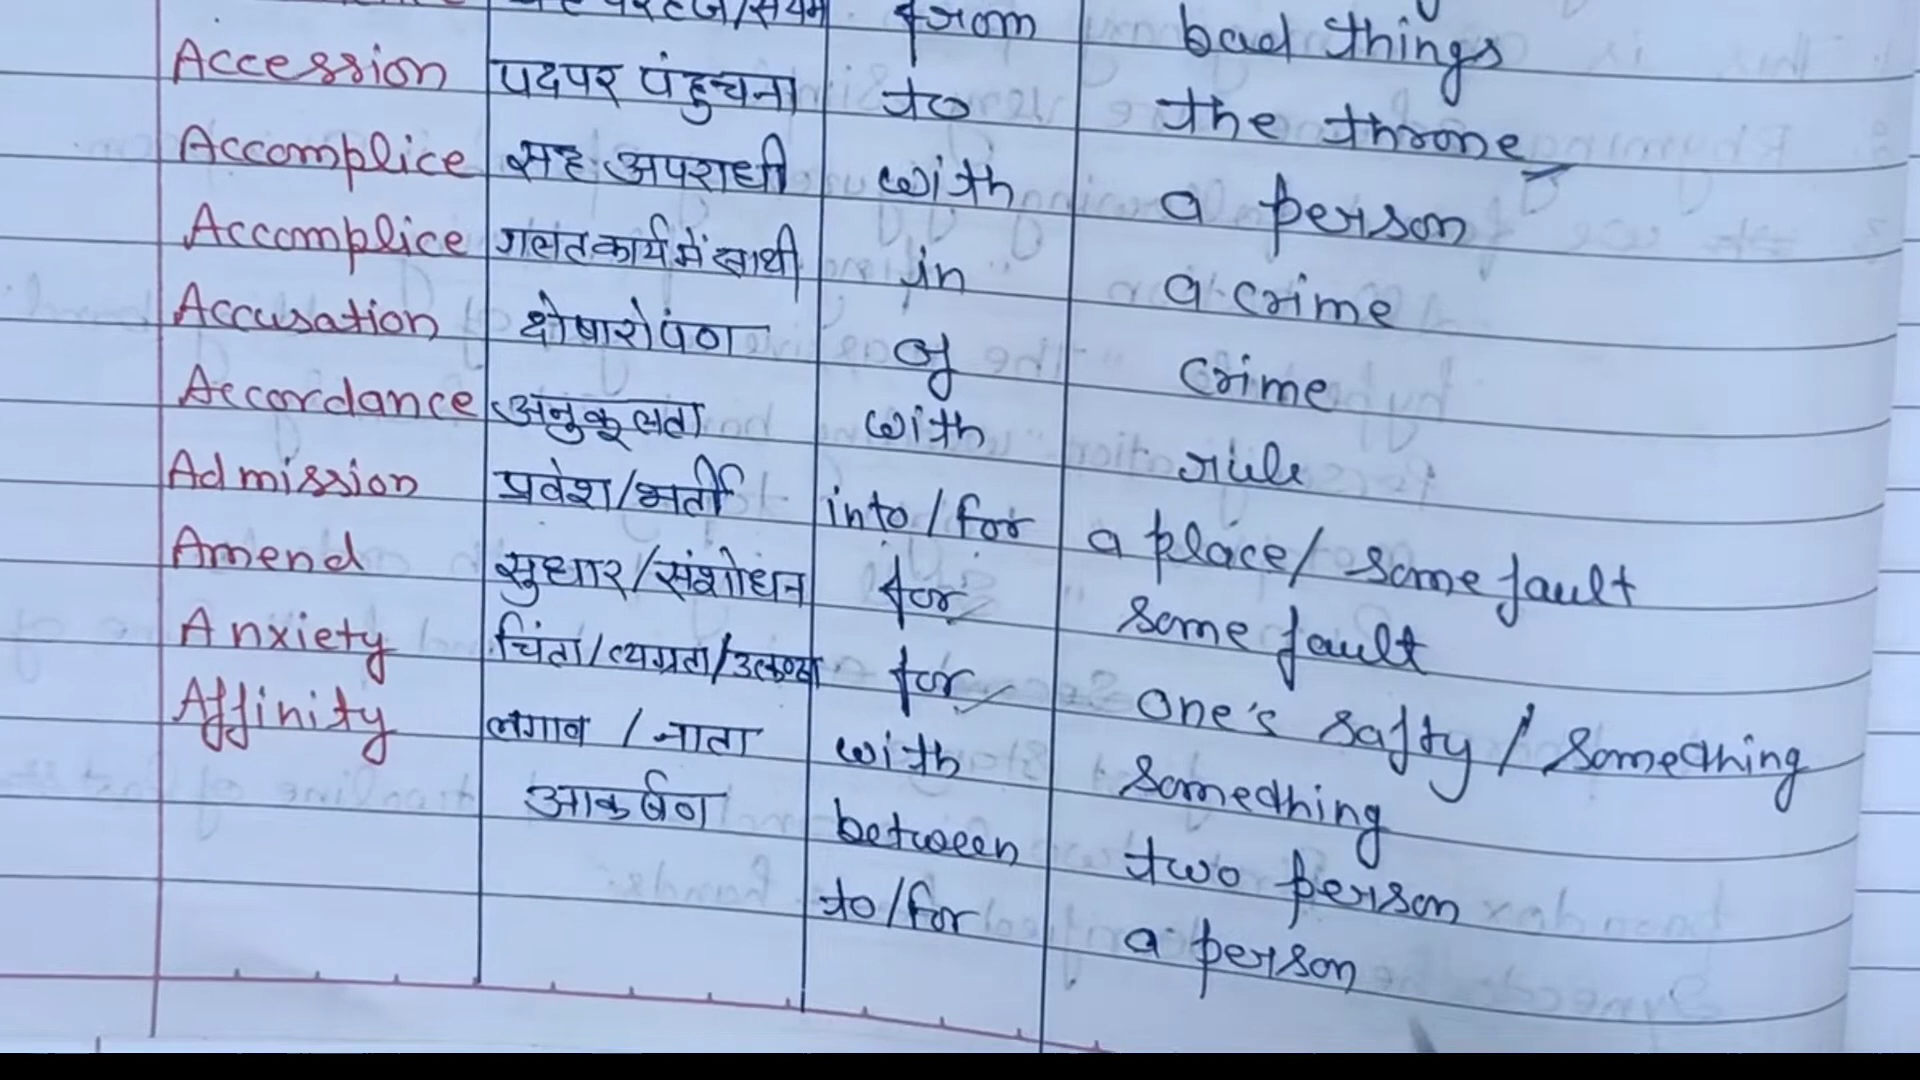 from bad things
Accession पदपर पंहुचना to the throne
Accomplice सह अपराधी with a person
Accomplice गलत कार्य में साथी in a crime
Accusation दोषारोपंण of crime
Accordance अनुकूलता with rule
Admission प्रवेश/भर्ती into/for a place/ some fault
Amend सुधार/संशोधन for some fault
Anxiety चिंता/व्यग्रता/ for one's safty / something
Affinity लगाव / नाता with something
आकर्षण between two person
to/for a person